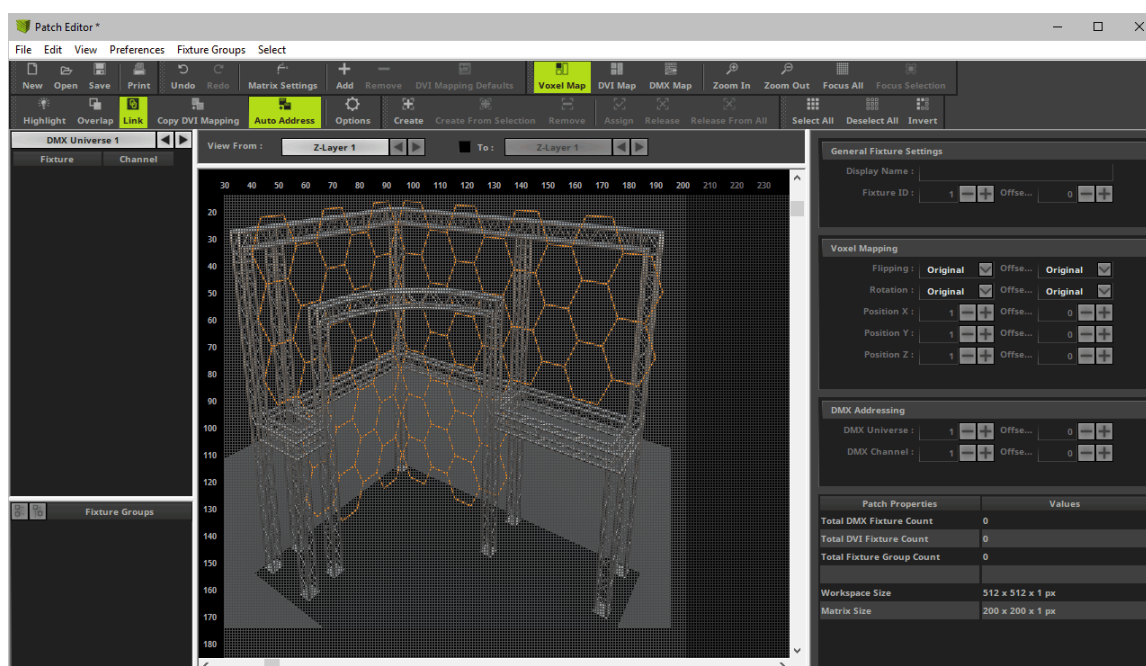 Patch Editor *
File Edit View Preferences Fixture Groups Select
New Open Save Print Undo Redo Matrix Settings Add Remove DVI Mapping Defaults Voxel Map DVI Map DMX Map Zoom In Zoom Out Focus All Focus Selection
Highlight Overlap Link Copy DVI Mapping Auto Address Options Create Create From Selection Remove Assign Release Release From All Select All Deselect All Invert
DMX Universe 1
Fixture Channel
View From : Z-Layer 1 To : Z-Layer 1
30 40 50 60 70 80 90 100 110 120 130 140 150 160 170 180 190 200 210 220 230
20
30
40
50
60
70
80
90
100
110
120
130
140
150
160
170
180
Fixture Groups
General Fixture Settings
Display Name :
Fixture ID : 1 Offse... 0
Voxel Mapping
Flipping : Original Offse... Original
Rotation : Original Offse... Original
Position X : 1 Offse... 0
Position Y : 1 Offse... 0
Position Z : 1 Offse... 0
DMX Addressing
DMX Universe : 1 Offse... 0
DMX Channel : 1 Offse... 0
Patch Properties Values
Total DMX Fixture Count 0
Total DVI Fixture Count 0
Total Fixture Group Count 0
Workspace Size 512 x 512 x 1 px
Matrix Size 200 x 200 x 1 px